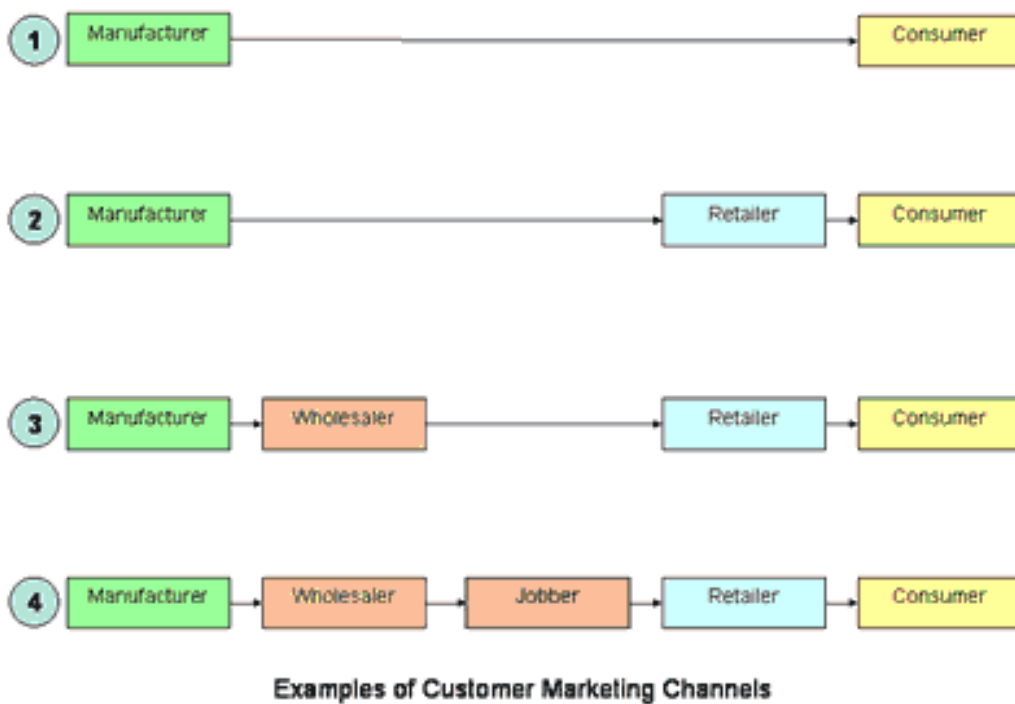 1 Manufacturer Consumer
2 Manufacturer Retailer Consumer
3 Manufacturer Wholesaler Retailer Consumer
4 Manufacturer Wholesaler Jobber Retailer Consumer
Examples of Customer Marketing Channels